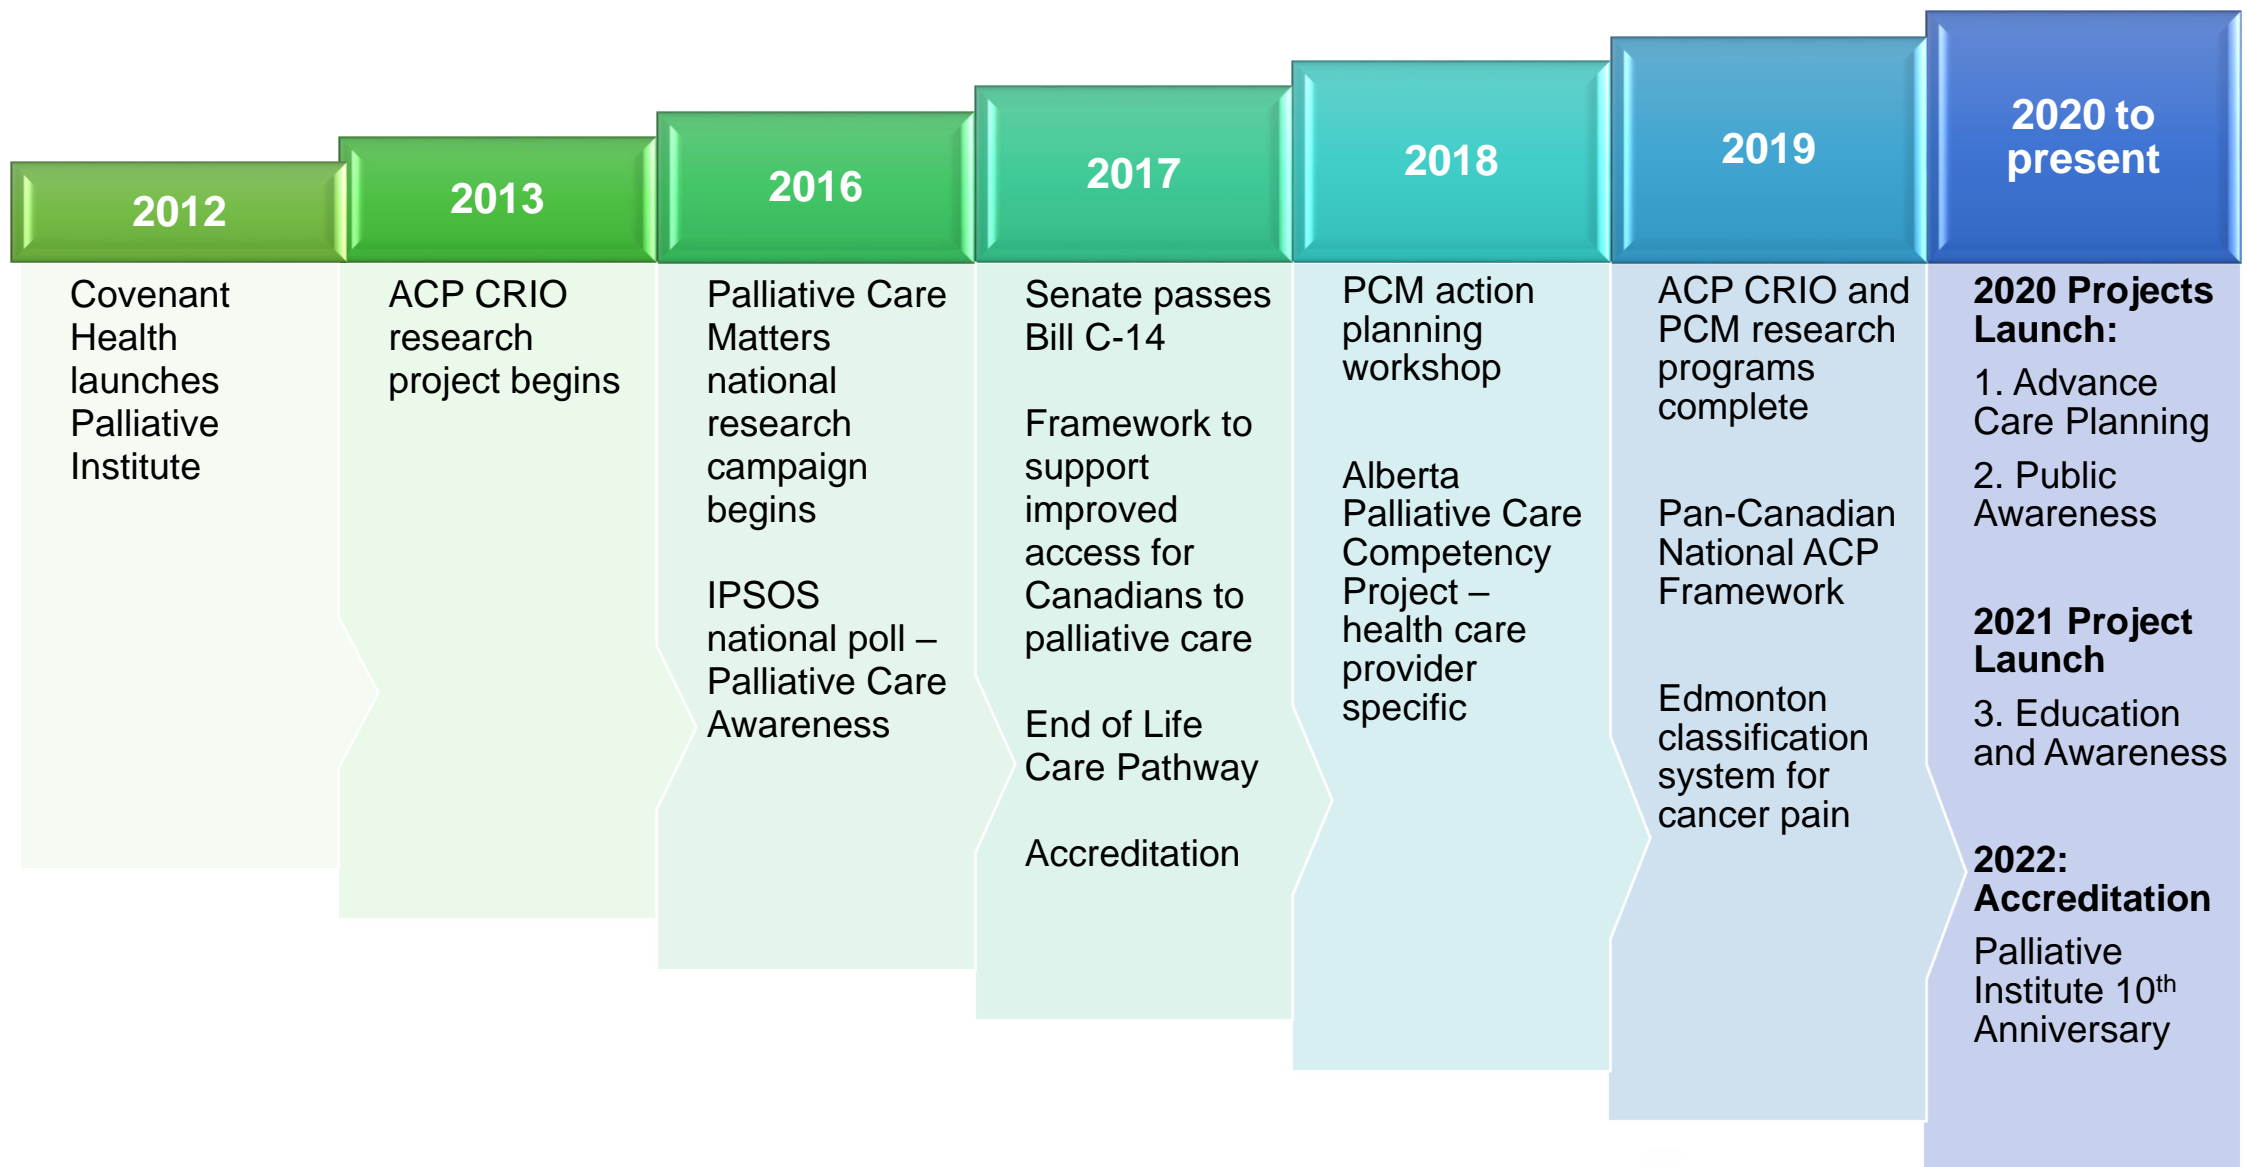 2012
Covenant
Health
launches
Palliative
Institute
2013
ACP CRIO
research
project begins
2016
Palliative Care
Matters
national
research
campaign
begins
IPSOS
national poll –
Palliative Care
Awareness
2017
Senate passes
Bill C-14
Framework to
support
improved
access for
Canadians to
palliative care
End of Life
Care Pathway
Accreditation
2018
PCM action
planning
workshop
Alberta
Palliative Care
Competency
Project –
health care
provider
specific
2019
ACP CRIO and
PCM research
programs
complete
Pan-Canadian
National ACP
Framework
Edmonton
classification
system for
cancer pain
2020 to
present
2020 Projects
Launch:
1. Advance
Care Planning
2. Public
Awareness
2021 Project
Launch
3. Education
and Awareness
2022:
Accreditation
Palliative
Institute 10th
Anniversary